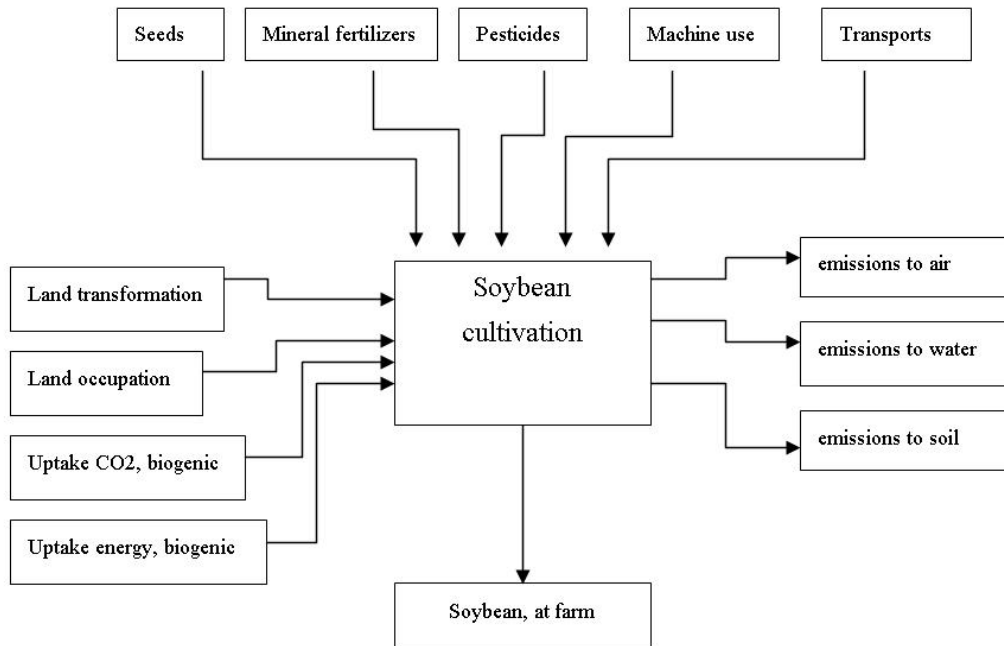 Seeds
Mineral fertilizers
Pesticides
Machine use
Transports
Land transformation
Land occupation
Uptake CO2, biogenic
Uptake energy, biogenic
Soybean
cultivation
emissions to air
emissions to water
emissions to soil
Soybean, at farm